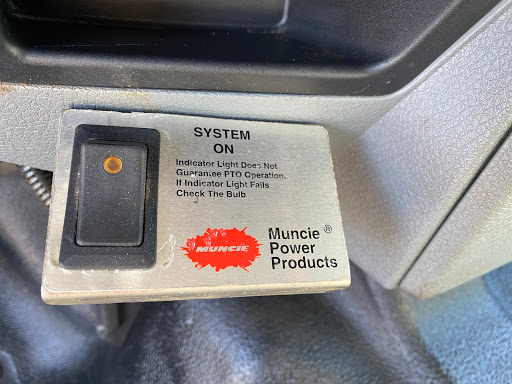 SYSTEM
ON
Indicator Light Does Not
Guarantee PTO Operation.
If Indicator Light Fails
Check The Bulb
MUNCIE
Muncie ®
Power
Products